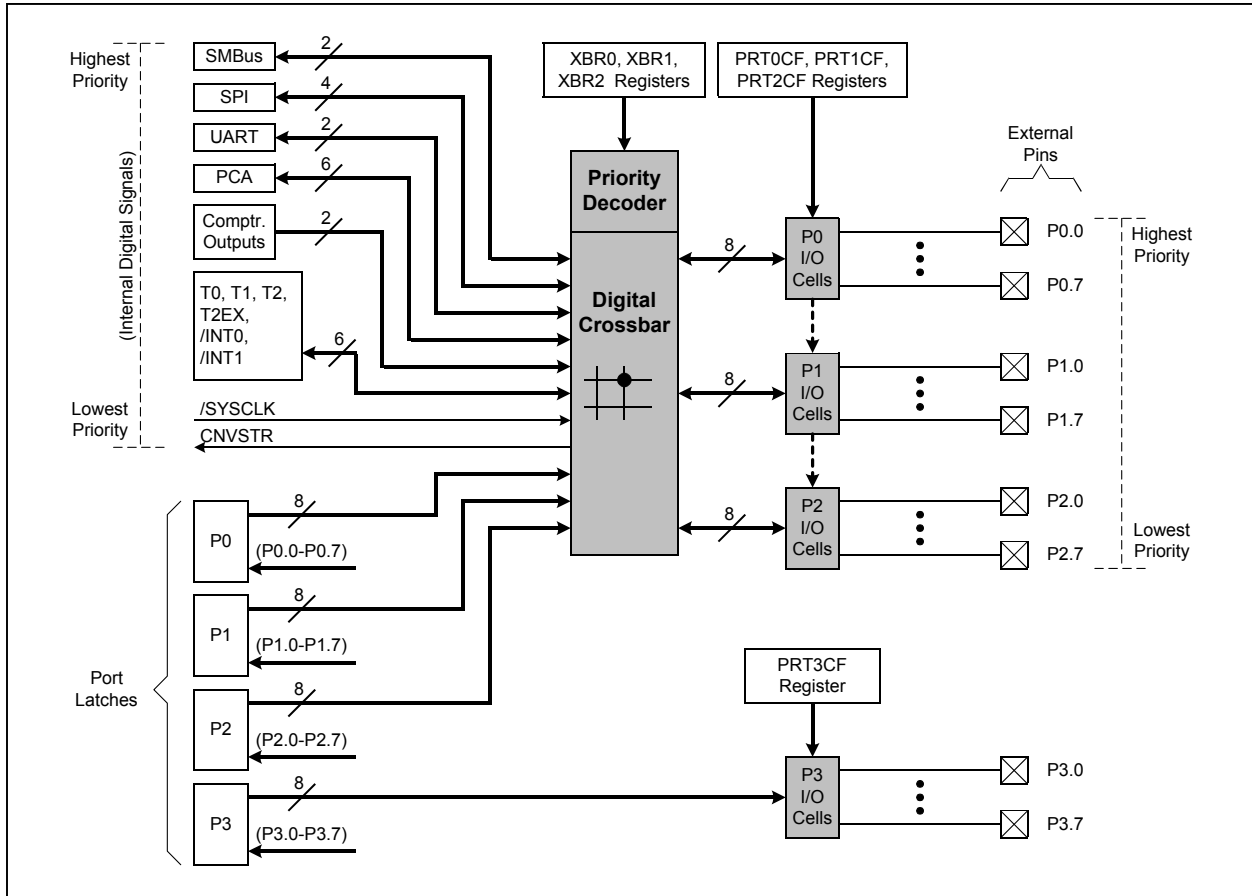 Highest
Priority
(Internal Digital Signals)
Lowest
Priority
SMBus
2
SPI
4
UART
2
PCA
6
Comptr.
Outputs
2
T0, T1, T2,
T2EX,
/INT0,
/INT1
6
/SYSCLK
CNVSTR
XBR0, XBR1,
XBR2 Registers
PRT0CF, PRT1CF,
PRT2CF Registers
Priority
Decoder
Digital
Crossbar
External
Pins
8
P0
I/O
Cells
P0.0
P0.7
Highest
Priority
8
P1
I/O
Cells
P1.0
P1.7
8
P2
I/O
Cells
P2.0
P2.7
Lowest
Priority
Port
Latches
P0
8
(P0.0-P0.7)
P1
8
(P1.0-P1.7)
P2
8
(P2.0-P2.7)
P3
8
(P3.0-P3.7)
PRT3CF
Register
P3
I/O
Cells
P3.0
P3.7